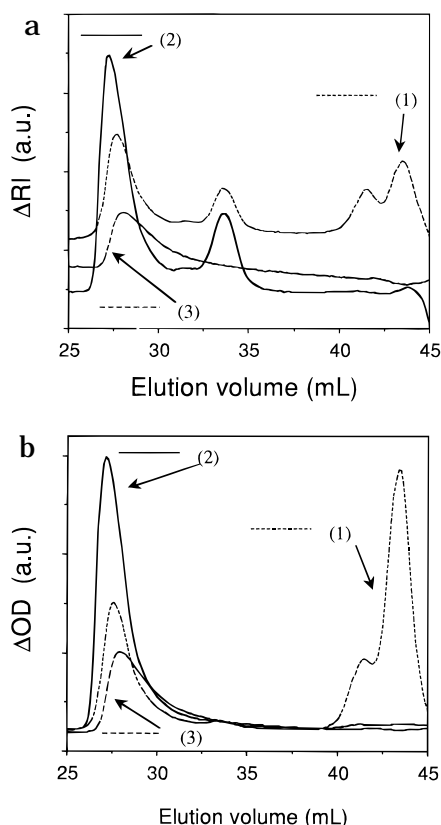 a
(2)
(1)
(3)
ΔRI (a.u.)
25 30 35 40 45
Elution volume (mL)
b
(2)
(1)
(3)
ΔOD (a.u.)
25 30 35 40 45
Elution volume (mL)